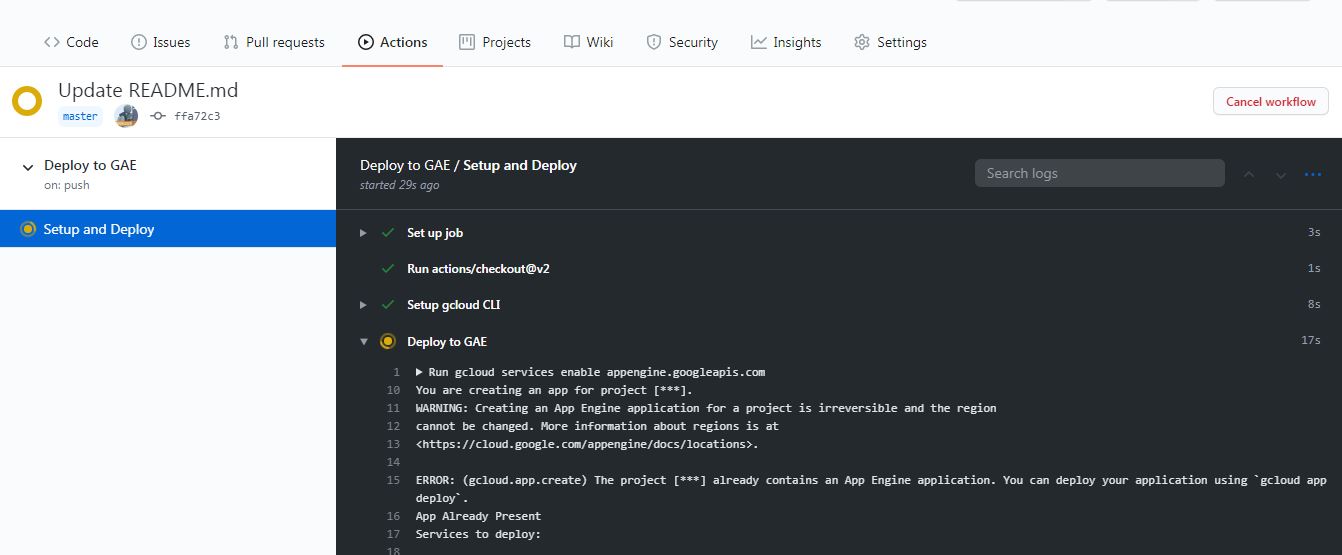 Code Issues Pull requests Actions Projects Wiki Security Insights Settings
Update README.md
Cancel workflow
master ffa72c3
Deploy to GAE
on: push
Setup and Deploy
Deploy to GAE / Setup and Deploy
started 29s ago
Search logs
Set up job 3s
Run actions/checkout@v2 1s
Setup gcloud CLI 8s
Deploy to GAE 17s
1 Run gcloud services enable appengine.googleapis.com
10 You are creating an app for project [***].
11 WARNING: Creating an App Engine application for a project is irreversible and the region
12 cannot be changed. More information about regions is at
13 <https://cloud.google.com/appengine/docs/locations>.
14
15 ERROR: (gcloud.app.create) The project [***] already contains an App Engine application. You can deploy your application using `gcloud app
deploy`.
16 App Already Present
17 Services to deploy:
18